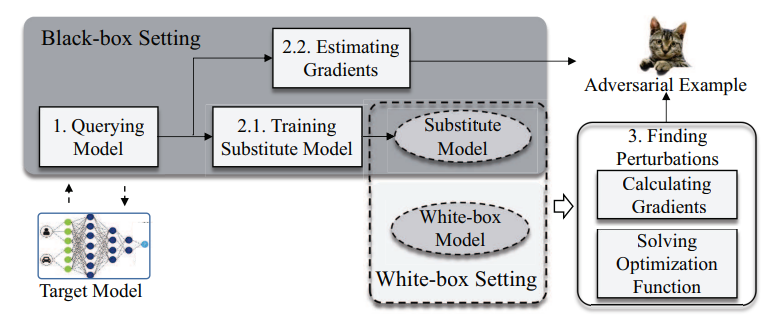 Black-box Setting
2.2. Estimating
Gradients
Adversarial Example
1. Querying
Model
2.1. Training
Substitute Model
Substitute
Model
3. Finding
Perturbations
Calculating
Gradients
Solving
Optimization
Function
White-box
Model
White-box Setting
Target Model